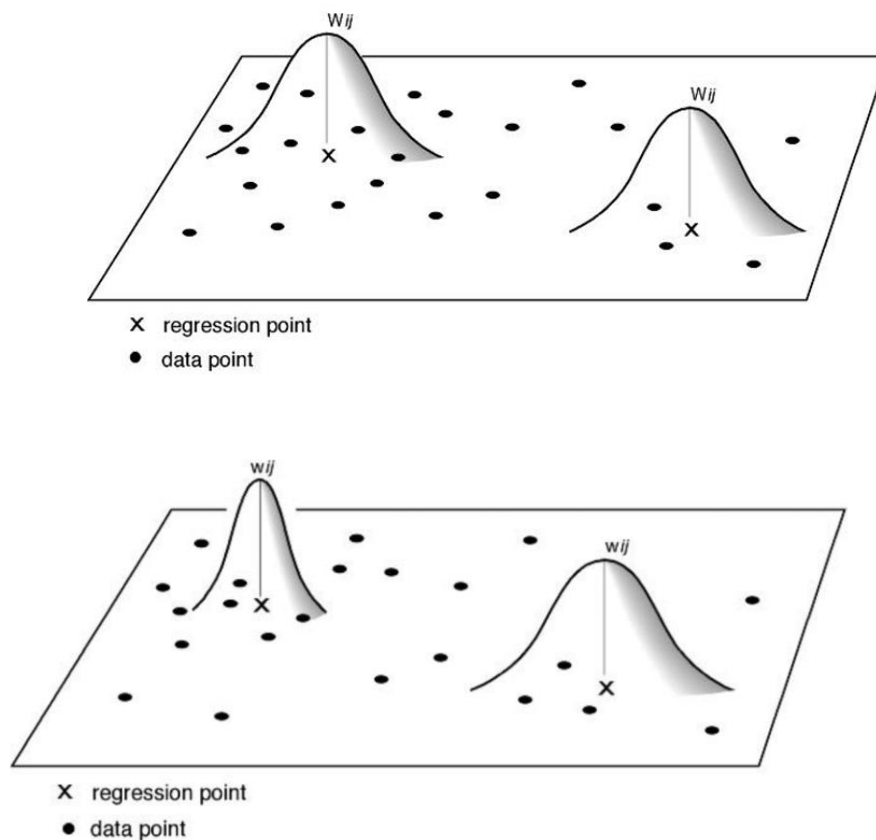 Wij
Wij
x regression point
data point
wij
wij
x regression point
data point